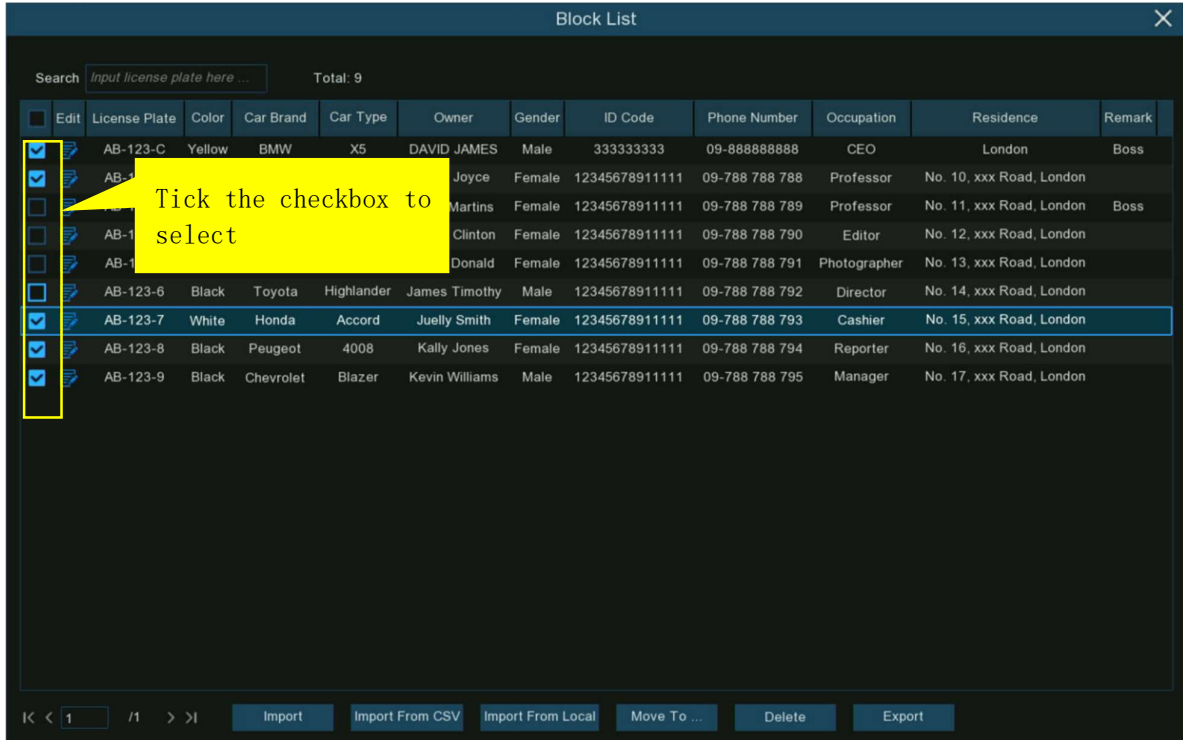 Block List
Search Input license plate here ... Total: 9
Edit License Plate Color Car Brand Car Type Owner Gender ID Code Phone Number Occupation Residence Remark
AB-123-C Yellow BMW X5 DAVID JAMES Male 333333333 09-888888888 CEO London Boss
AB-1 Joyce Female 12345678911111 09-788 788 788 Professor No. 10, xxx Road, London
Martins Female 12345678911111 09-788 788 789 Professor No. 11, xxx Road, London Boss
AB-1 Clinton Female 12345678911111 09-788 788 790 Editor No. 12, xxx Road, London
AB-1 Donald Female 12345678911111 09-788 788 791 Photographer No. 13, xxx Road, London
Tick the checkbox to
select
AB-123-6 Black Toyota Highlander James Timothy Male 12345678911111 09-788 788 792 Director No. 14, xxx Road, London
AB-123-7 White Honda Accord Juelly Smith Female 12345678911111 09-788 788 793 Cashier No. 15, xxx Road, London
AB-123-8 Black Peugeot 4008 Kally Jones Female 12345678911111 09-788 788 794 Reporter No. 16, xxx Road, London
AB-123-9 Black Chevrolet Blazer Kevin Williams Male 12345678911111 09-788 788 795 Manager No. 17, xxx Road, London
1 /1 Import Import From CSV Import From Local Move To ... Delete Export